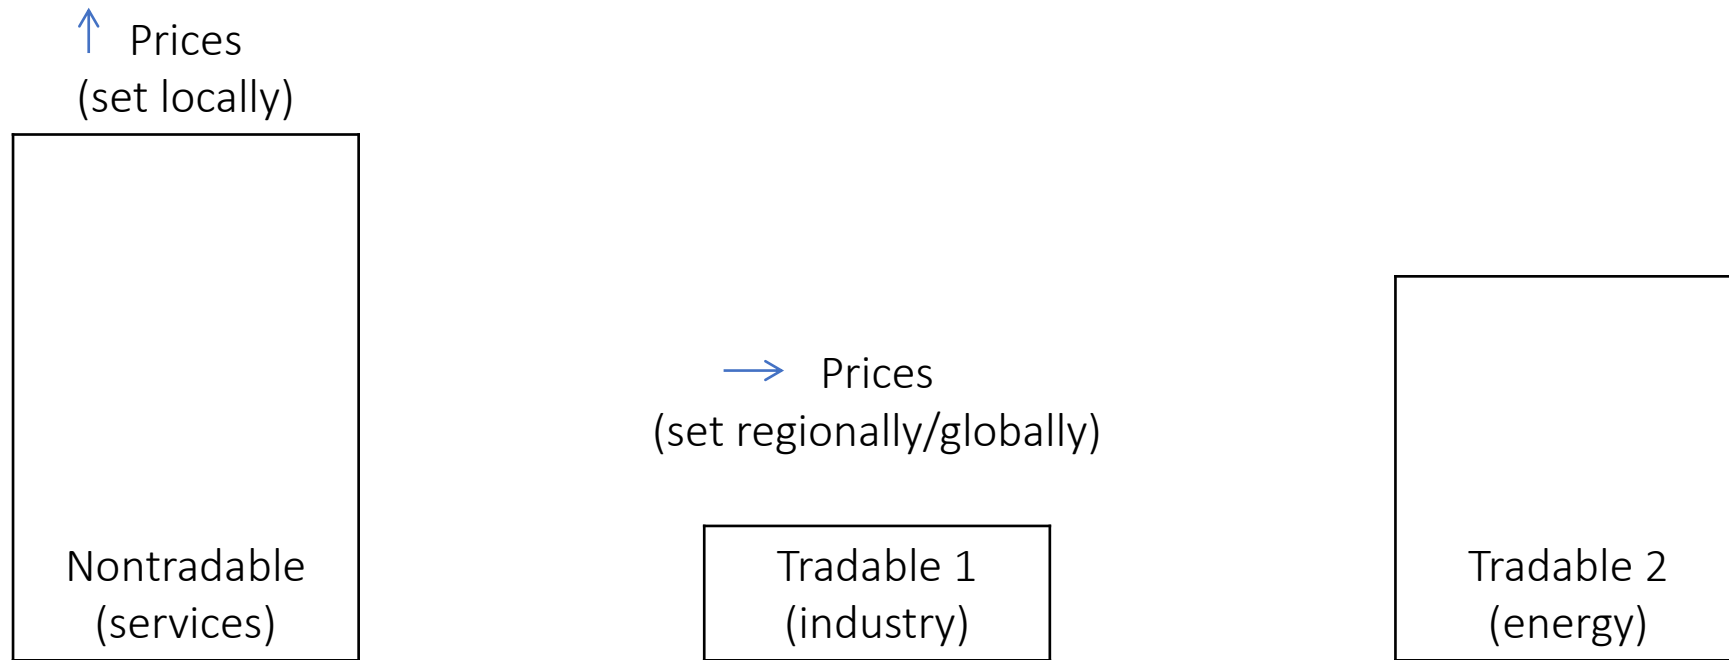 Prices
(set locally)
Nontradable
(services)
Prices
(set regionally/globally)
Tradable 1
(industry)
Tradable 2
(energy)